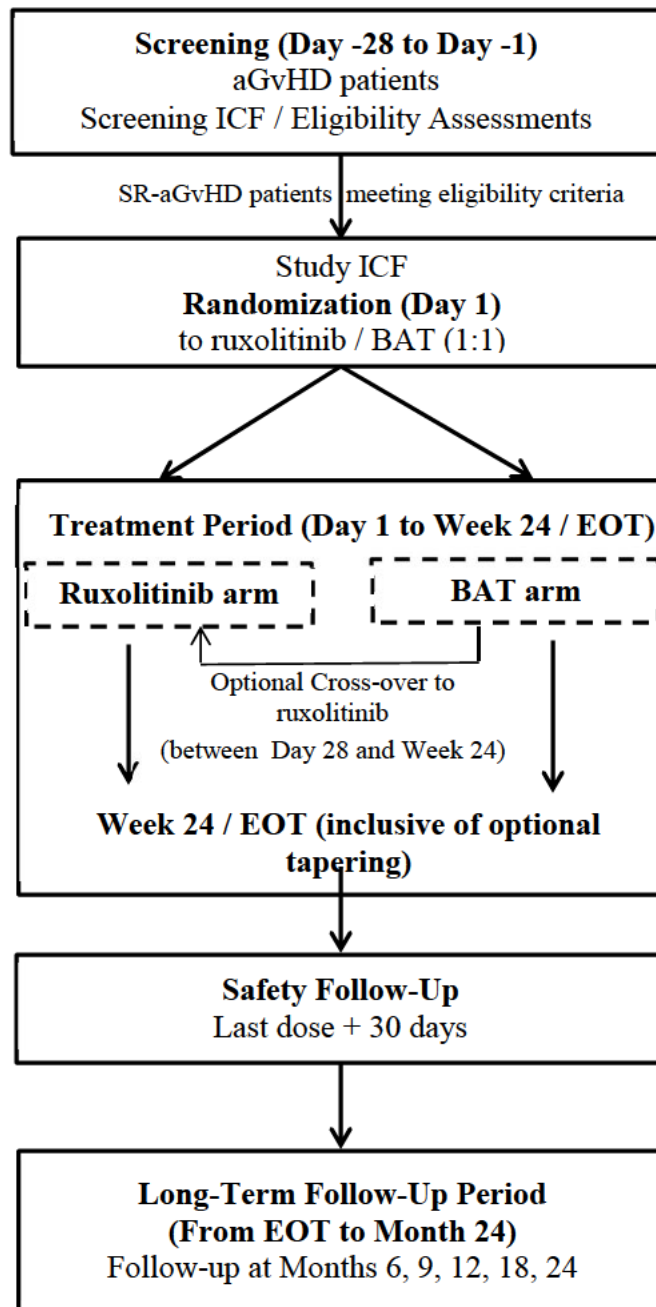 Screening (Day -28 to Day -1)
aGvHD patients
Screening ICF / Eligibility Assessments
SR-aGvHD patients meeting eligibility criteria
Study ICF
Randomization (Day 1)
to ruxolitinib / BAT (1:1)
Treatment Period (Day 1 to Week 24 / EOT)
Ruxolitinib arm
BAT arm
Optional Cross-over to
ruxolitinib
(between Day 28 and Week 24)
Week 24 / EOT (inclusive of optional
tapering)
Safety Follow-Up
Last dose + 30 days
Long-Term Follow-Up Period
(From EOT to Month 24)
Follow-up at Months 6, 9, 12, 18, 24